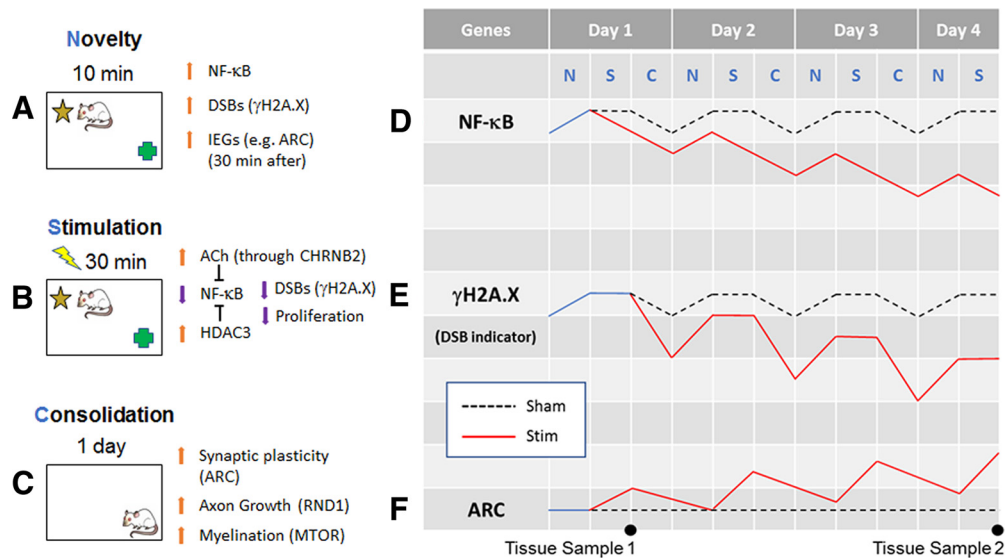 Novelty
10 min
A
NF-κB
DSBs (γH2A.X)
IEGs (e.g. ARC)
(30 min after)
Stimulation
30 min
B
ACh (through CHRNB2)
NF-κB
DSBs (γH2A.X)
Proliferation
HDAC3
Consolidation
1 day
C
Synaptic plasticity
(ARC)
Axon Growth (RND1)
Myelination (MTOR)
Genes Day 1 Day 2 Day 3 Day 4
N S C N S C N S C N S
D NF-κB
E γH2A.X
(DSB indicator)
Sham
Stim
F ARC
Tissue Sample 1 Tissue Sample 2